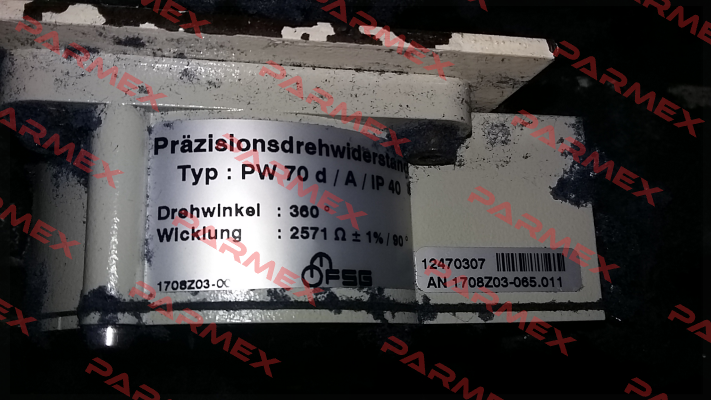 Präzisionsdrehwiderstand
Typ : PW 70 d / A / IP 40
Drehwinkel : 360°
Wicklung : 2571 Ω ± 1% / 90°
FSG
1708Z03-0
12470307
AN 1708Z03-065.011
PARMEX